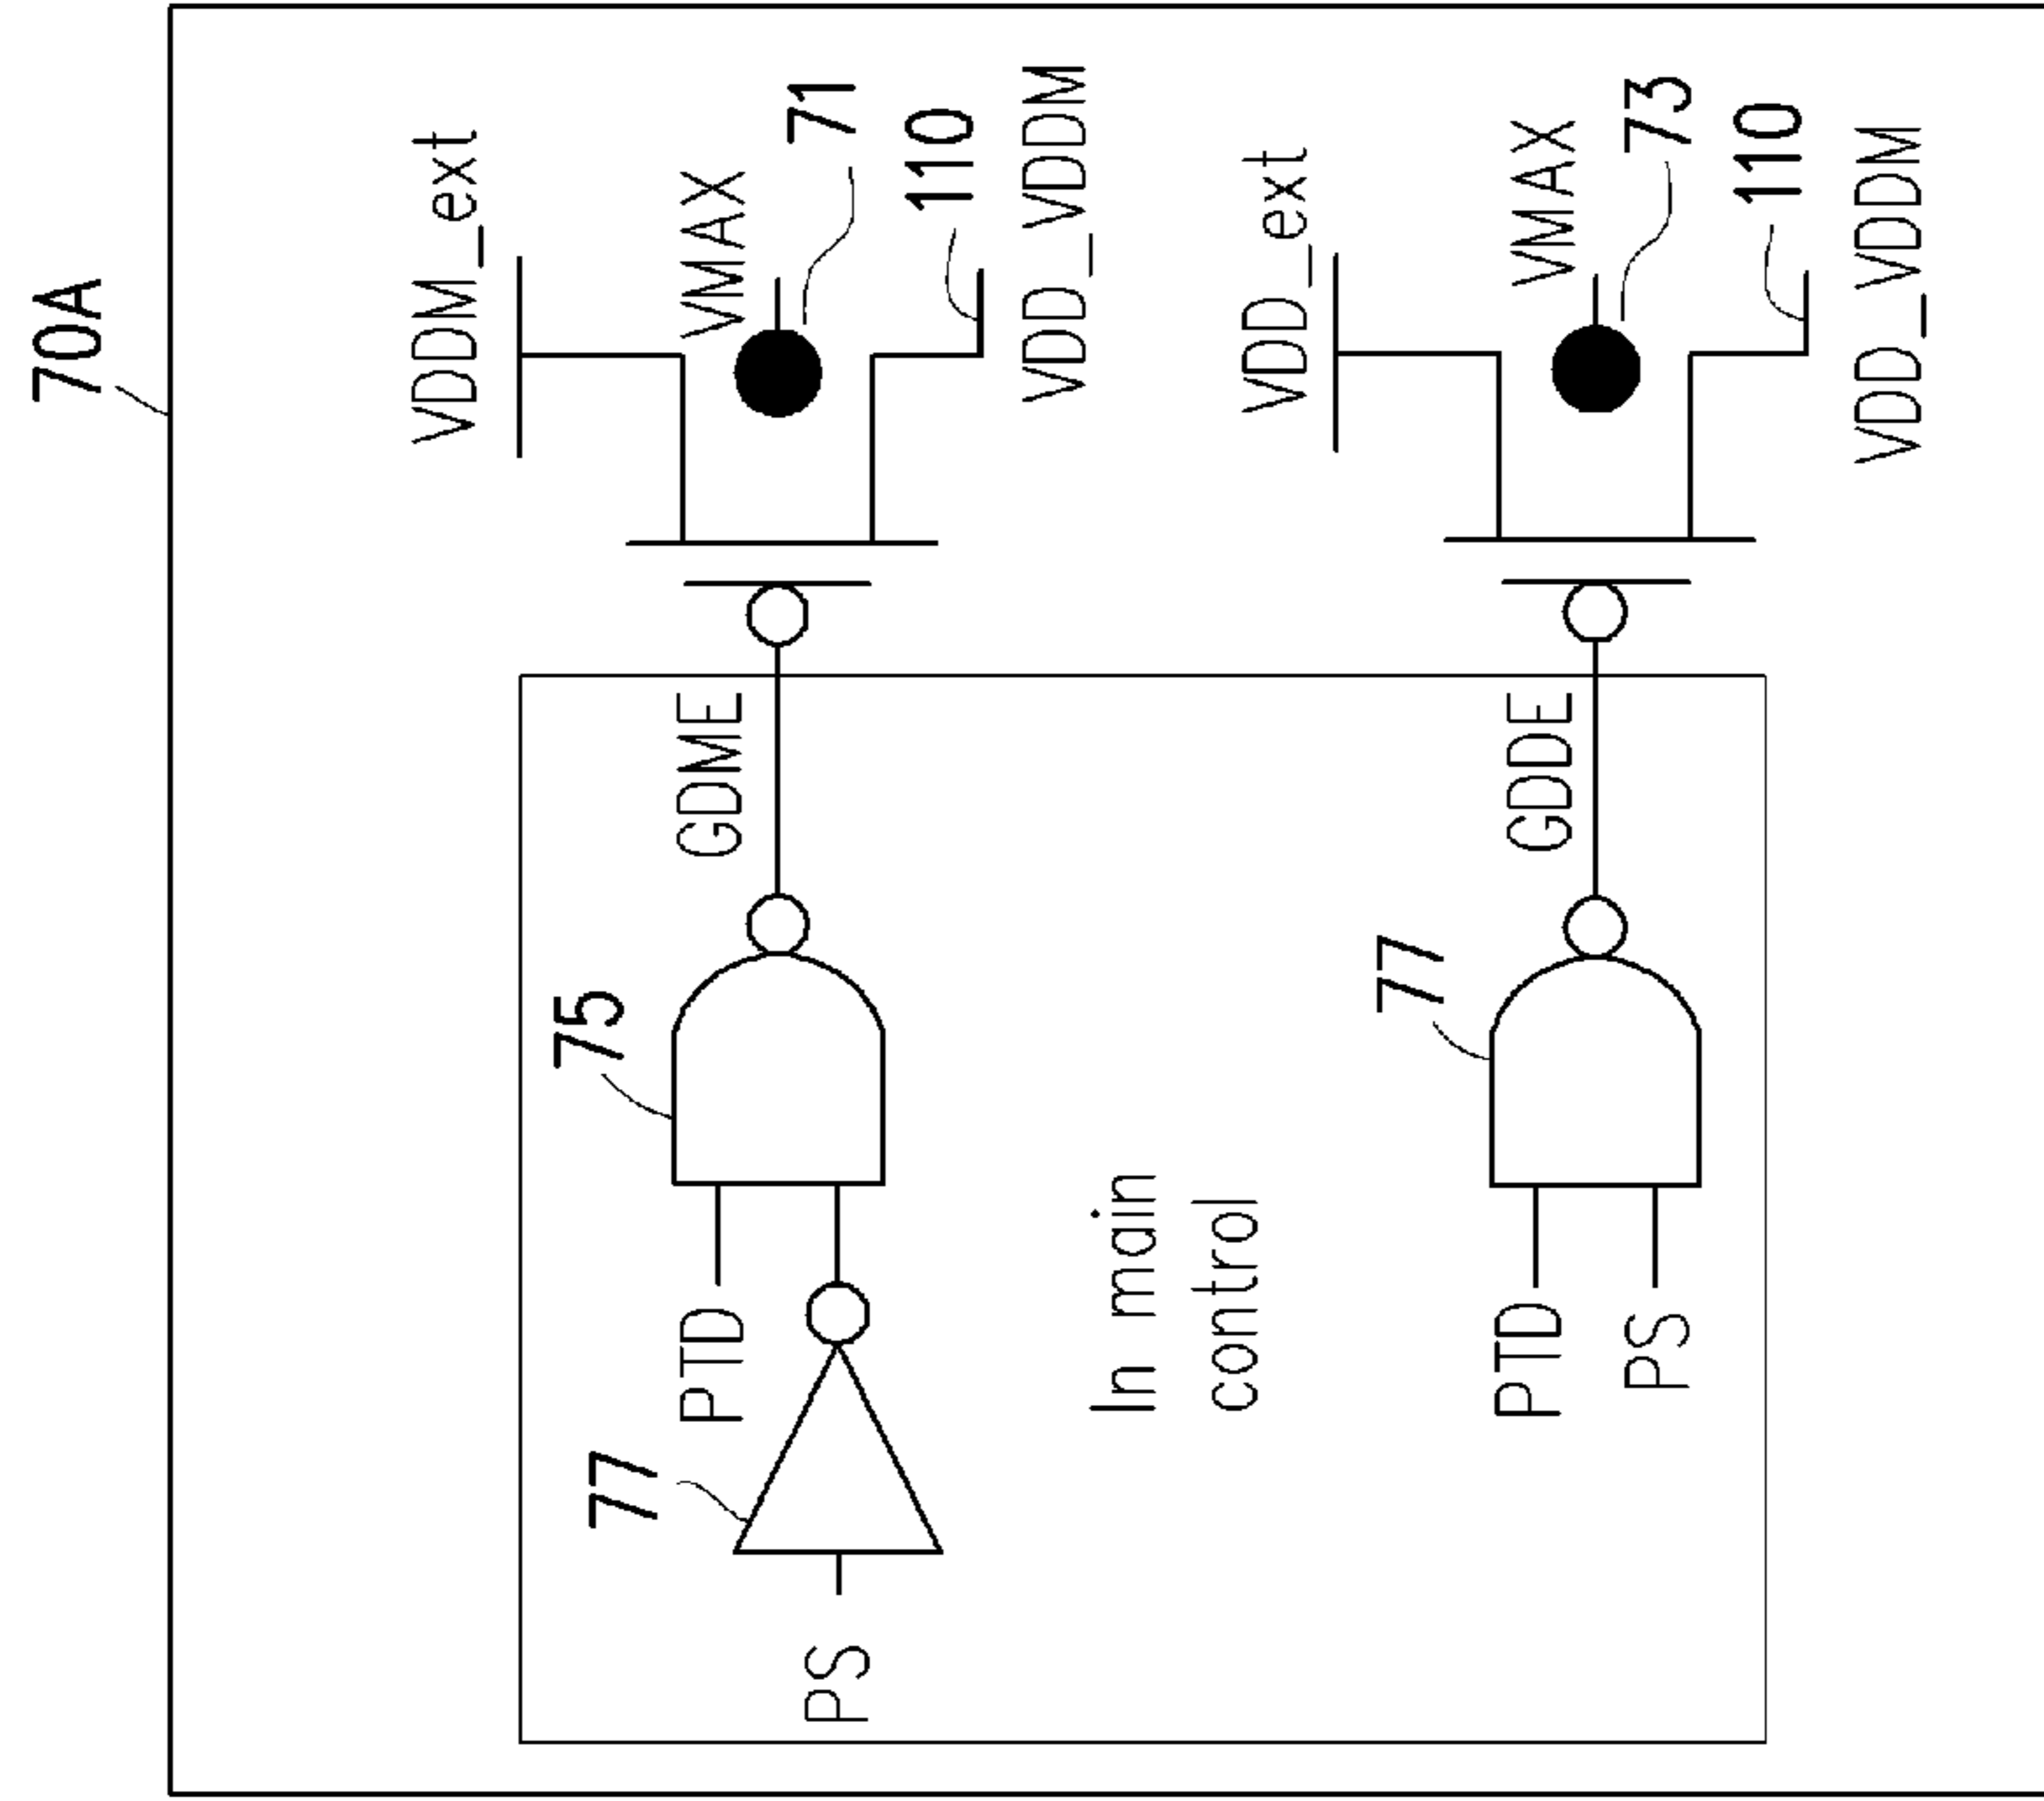 70A
VDDM_ext
VMAX
71
110
VDD_VDDM
GDME
75
PTD
77
PS
In main
control
VDD_ext
VMAX
73
110
VDD_VDDM
GDDE
77
PTD
PS